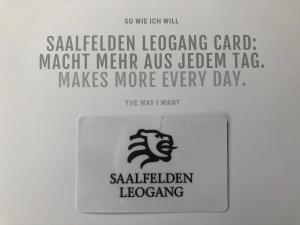 SO WIE ICH WILL
SAALFELDEN LEOGANG CARD:
MACHT MEHR AUS JEDEM TAG.
MAKES MORE EVERY DAY.
THE WAY I WANT
SAALFELDEN
LEOGANG